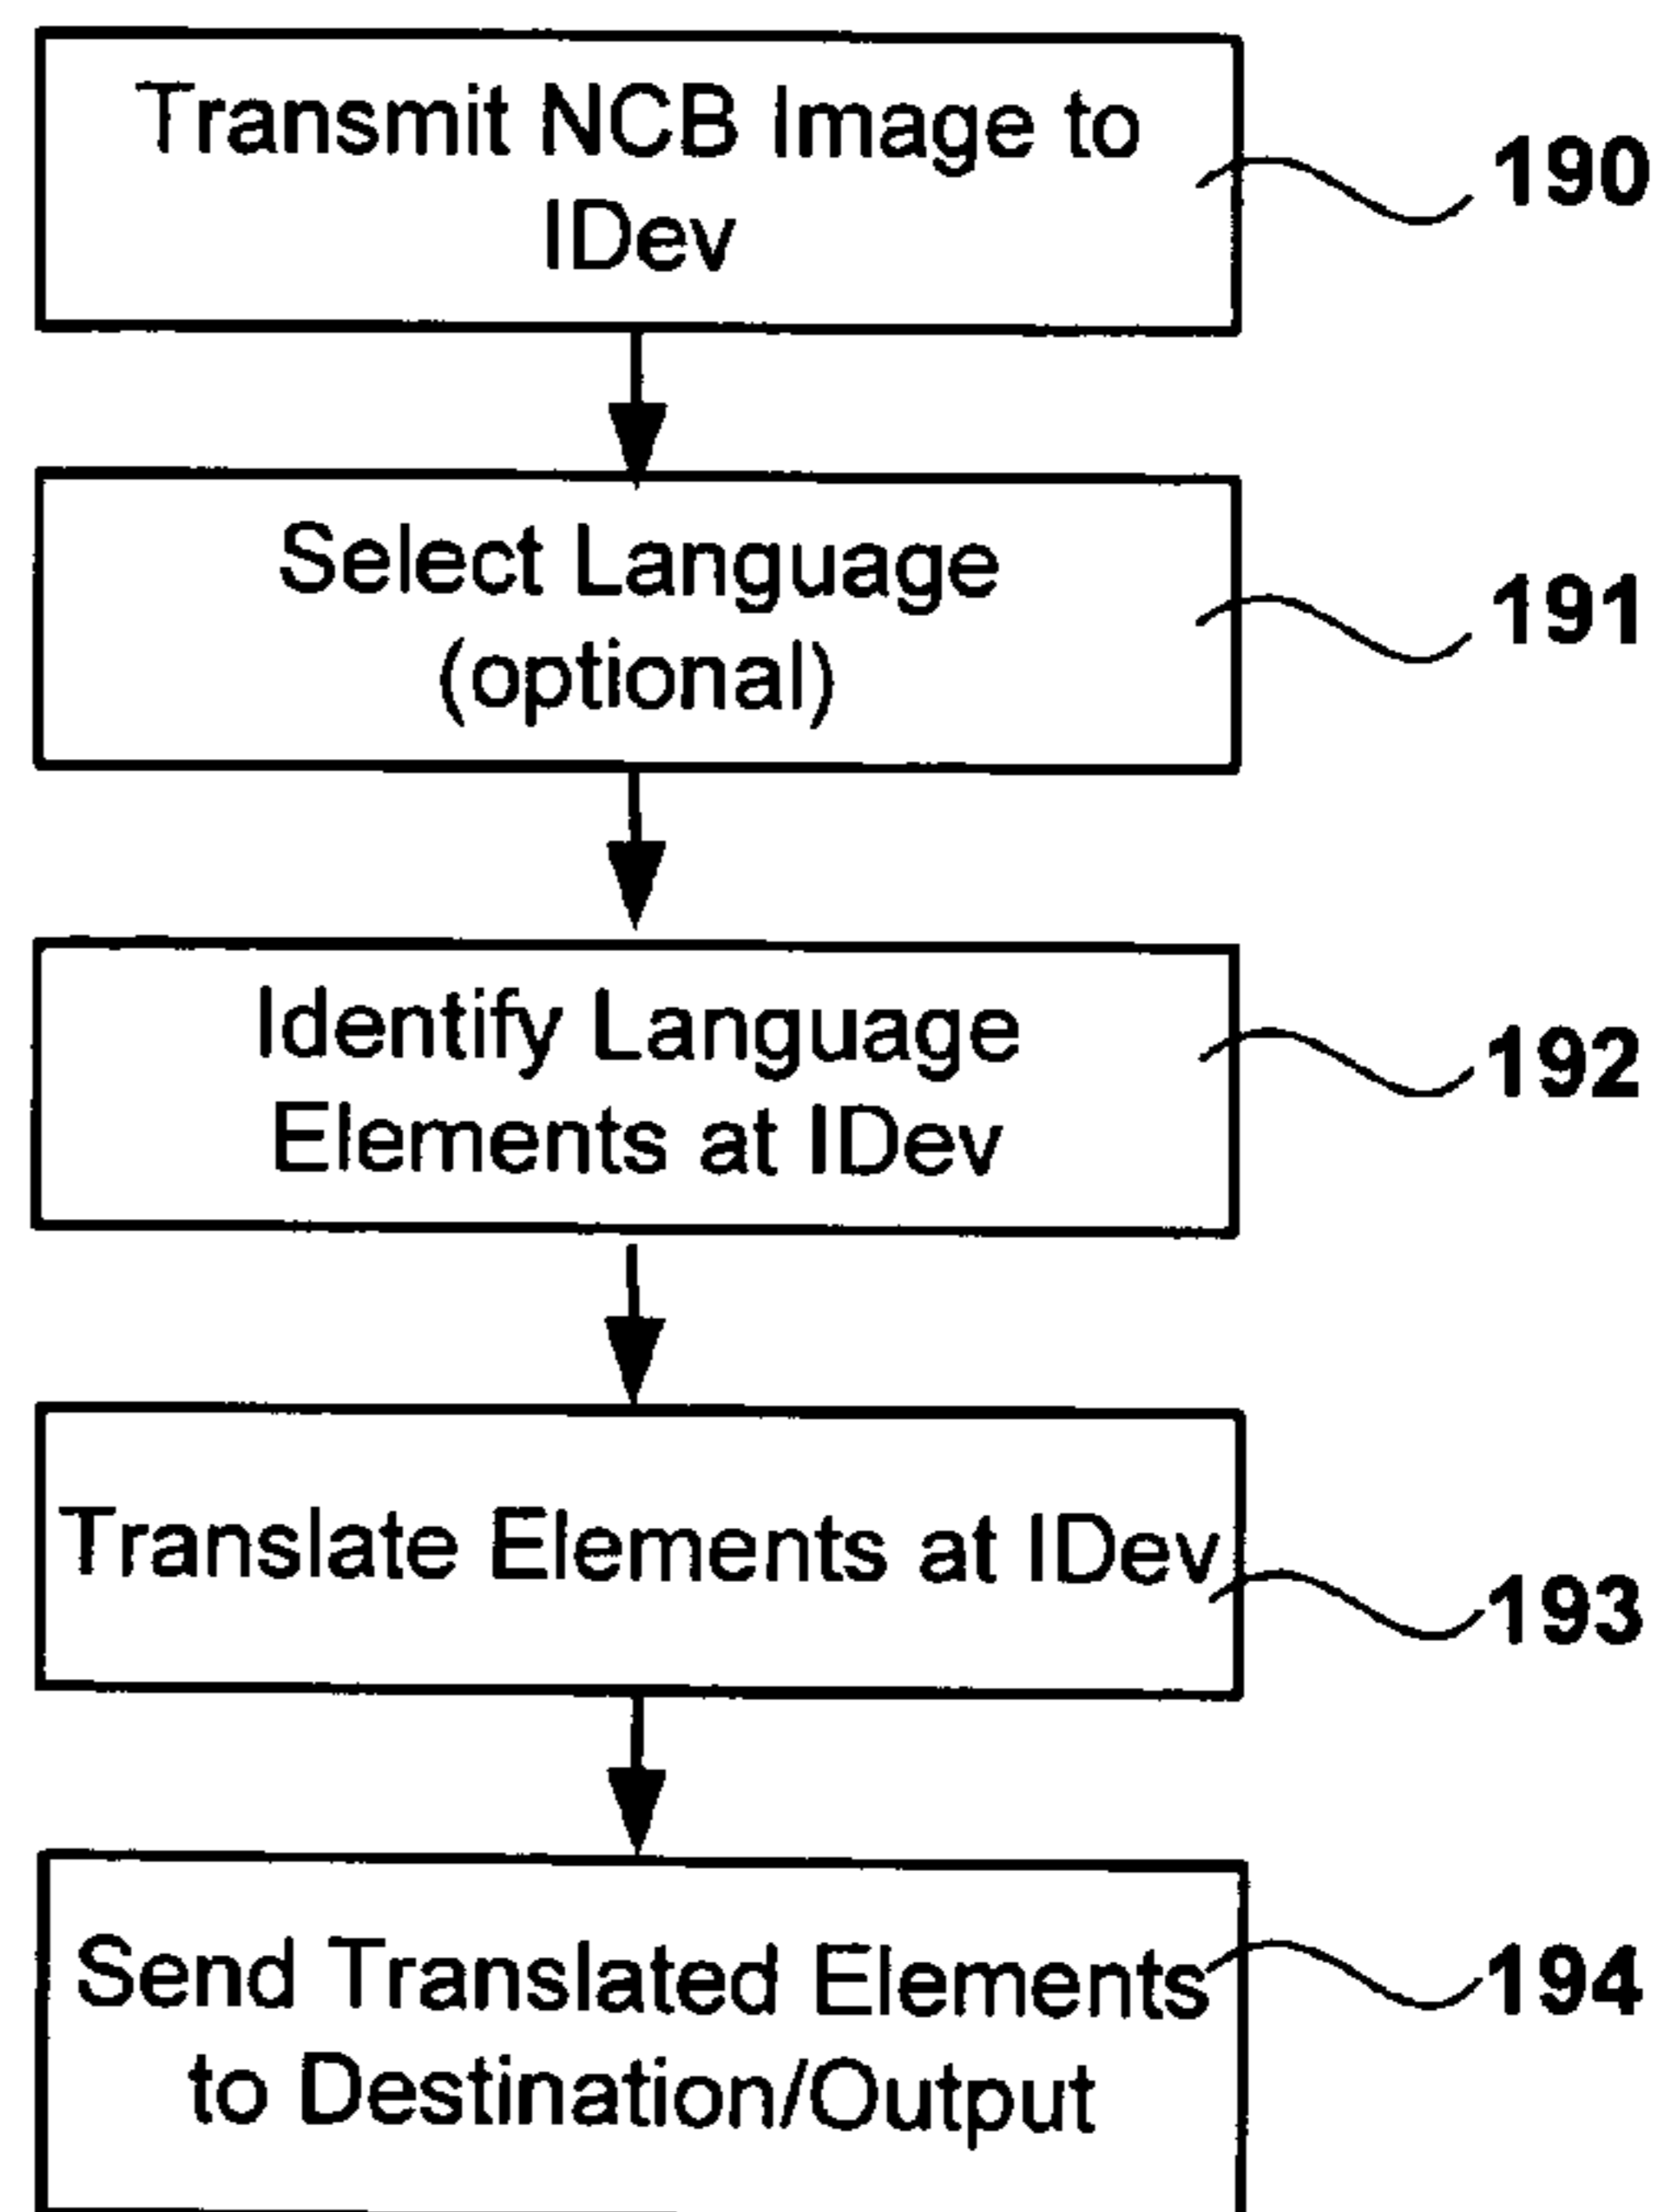 Transmit NCB Image to
IDev
190
Select Language
(optional)
191
Identify Language
Elements at IDev
192
Translate Elements at IDev
193
Send Translated Elements
to Destination/Output
194